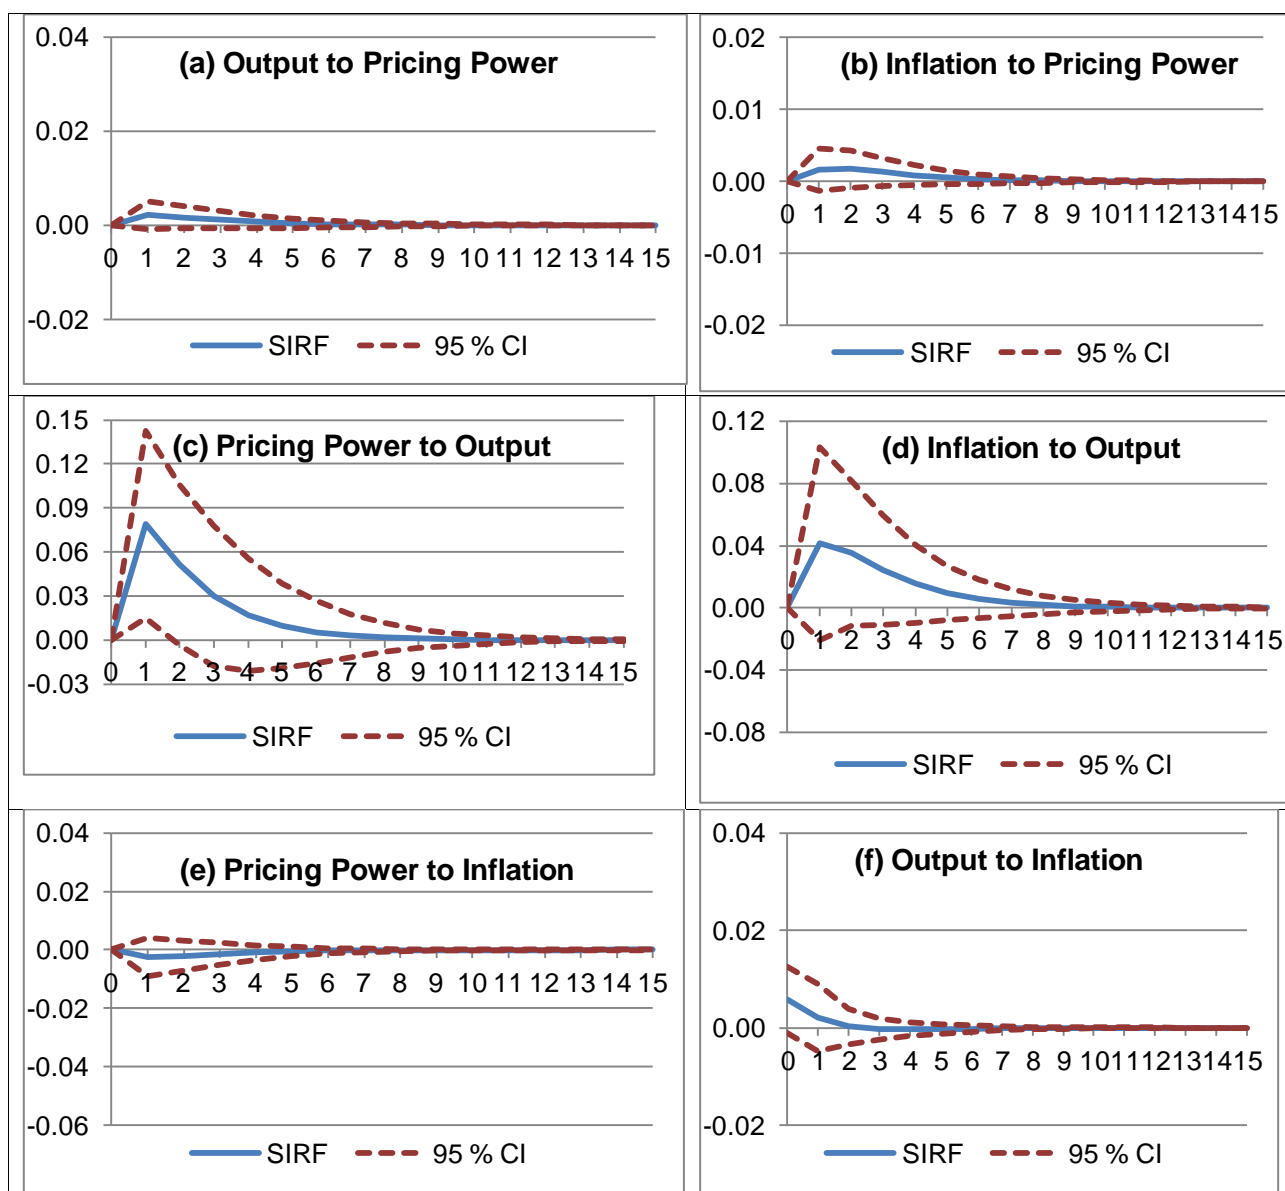 (a) Output to Pricing Power
0.04
0.02
0.00
-0.02
0 1 2 3 4 5 6 7 8 9 10 11 12 13 14 15
SIRF 95 % CI
(b) Inflation to Pricing Power
0.02
0.01
0.00
-0.01
-0.02
0 1 2 3 4 5 6 7 8 9 10 11 12 13 14 15
SIRF 95 % CI
(c) Pricing Power to Output
0.15
0.12
0.09
0.06
0.03
0.00
-0.03
0 1 2 3 4 5 6 7 8 9 10 11 12 13 14 15
SIRF 95 % CI
(d) Inflation to Output
0.12
0.08
0.04
0.00
-0.04
-0.08
0 1 2 3 4 5 6 7 8 9 10 11 12 13 14 15
SIRF 95 % CI
(e) Pricing Power to Inflation
0.04
0.02
0.00
-0.02
-0.04
-0.06
0 1 2 3 4 5 6 7 8 9 10 11 12 13 14 15
SIRF 95 % CI
(f) Output to Inflation
0.04
0.02
0.00
-0.02
0 1 2 3 4 5 6 7 8 9 10 11 12 13 14 15
SIRF 95 % CI